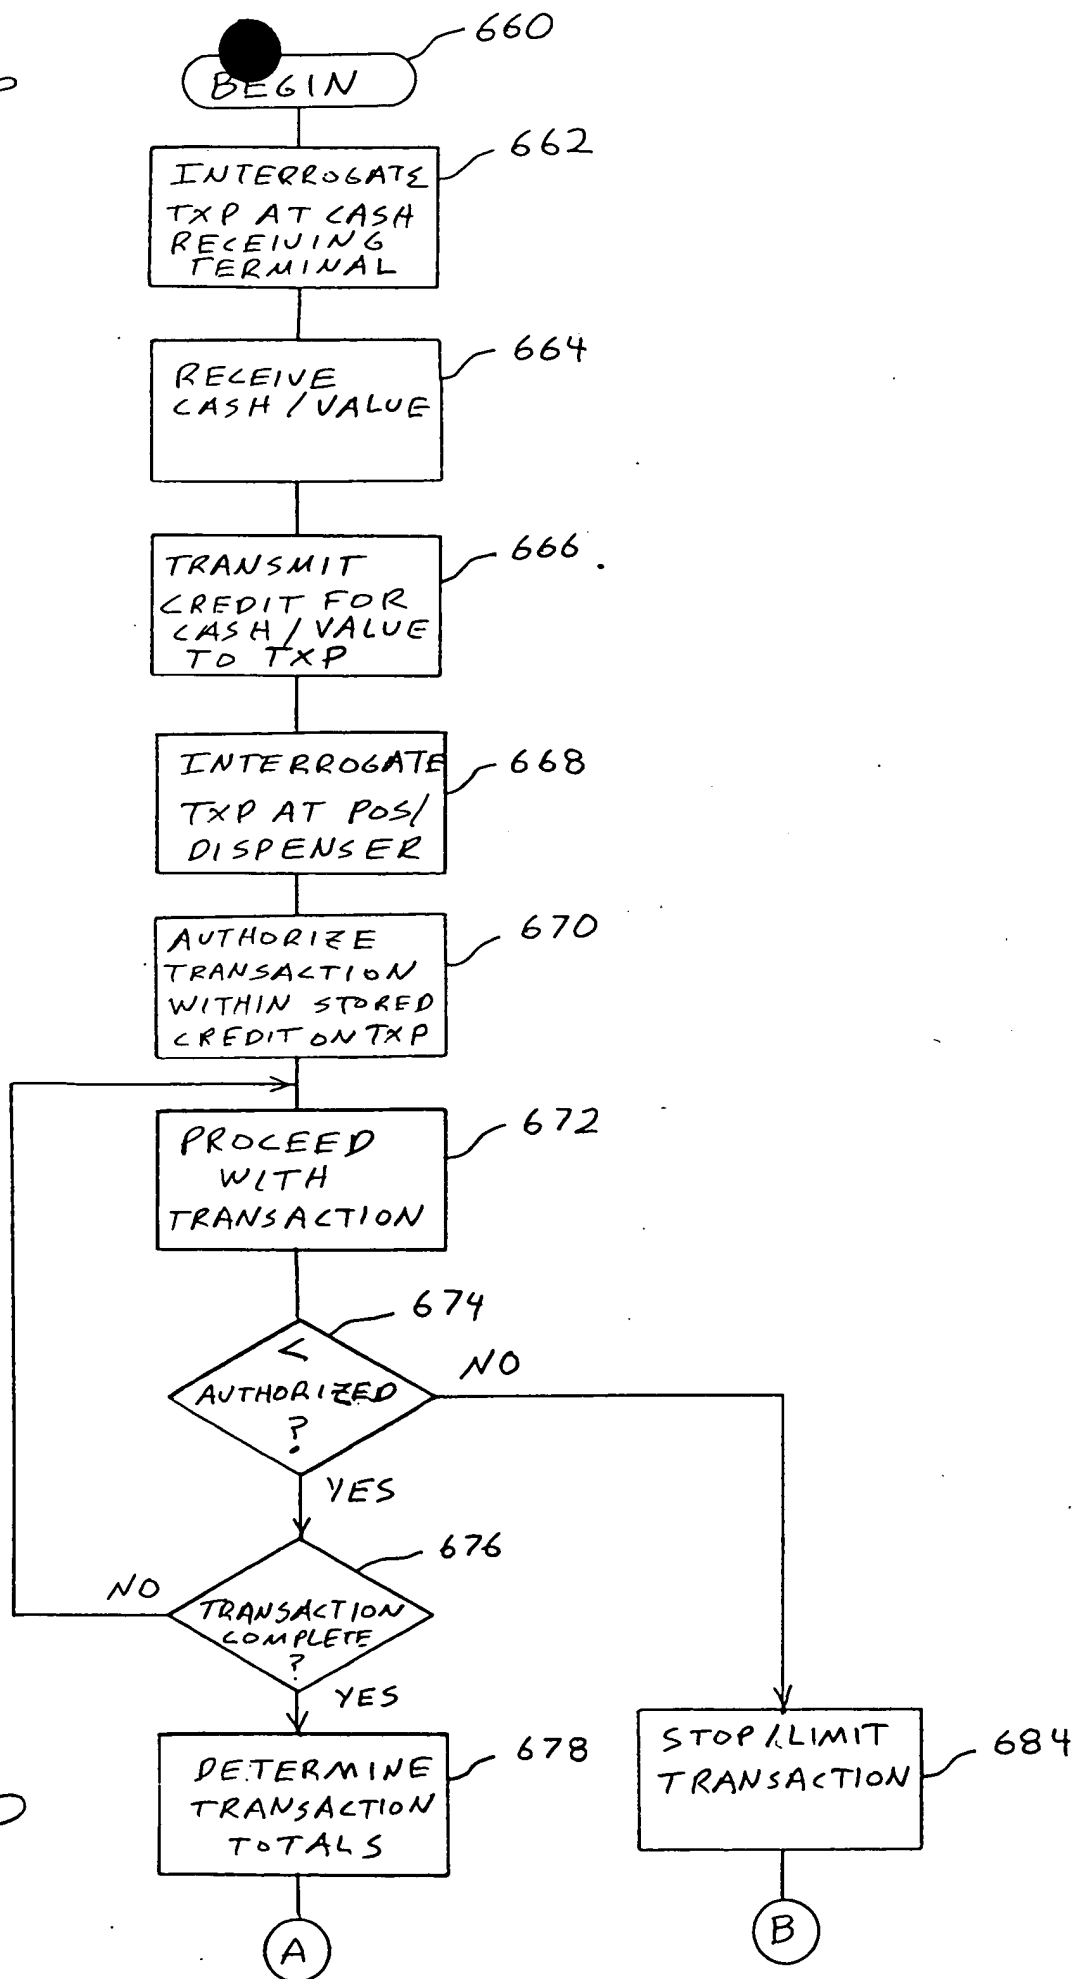 660
BEGIN
662
INTERROGATE
TXP AT CASH
RECEIVING
TERMINAL
664
RECEIVE
CASH/VALUE
666
TRANSMIT
CREDIT FOR
CASH/VALUE
TO TXP
668
INTERROGATE
TXP AT POS/
DISPENSER
670
AUTHORIZE
TRANSACTION
WITHIN STORED
CREDIT ON TXP
672
PROCEED
WITH
TRANSACTION
674
<
AUTHORIZED
?
NO
YES
676
NO
TRANSACTION
COMPLETE
?
YES
678
DETERMINE
TRANSACTION
TOTALS
STOP/LIMIT
TRANSACTION
684
A
B